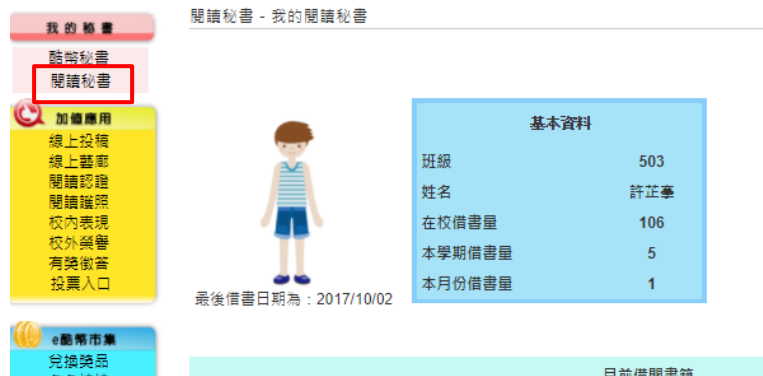 我的秘書
酷幣秘書
閱讀秘書
加值應用
線上投稿
線上藝廊
閱讀認證
閱讀護照
校內表現
校外榮譽
有獎徵答
投票入口
e酷幣市集
兌換獎品
閱讀秘書 - 我的閱讀秘書
最後借書日期為：2017/10/02
基本資料
班級 503
姓名 許芷蓁
在校借書量 106
本學期借書量 5
本月份借書量 1
目前借閱書籍